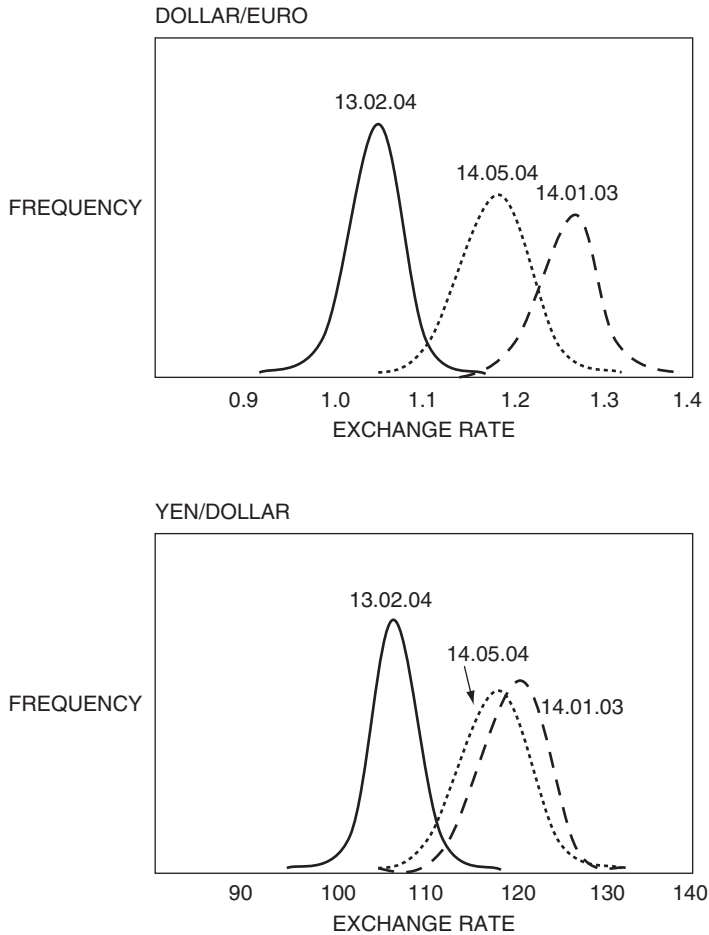 DOLLAR/EURO
13.02.04
14.05.04
14.01.03
FREQUENCY
0.9 1.0 1.1 1.2 1.3 1.4
EXCHANGE RATE
YEN/DOLLAR
13.02.04
14.05.04
FREQUENCY
14.01.03
90 100 110 120 130 140
EXCHANGE RATE